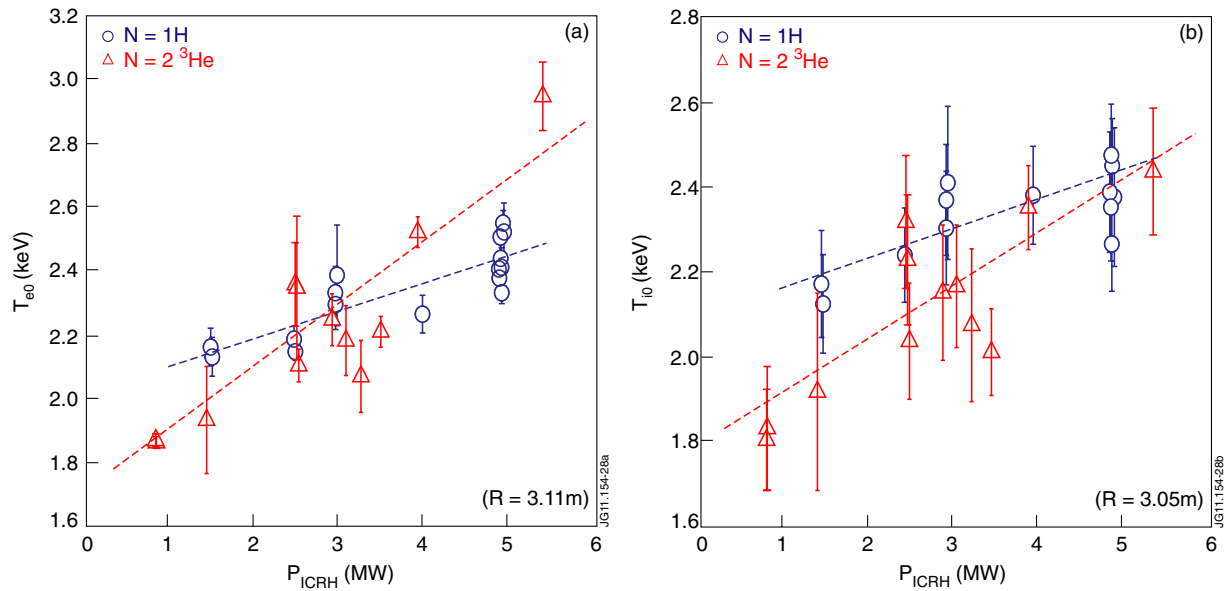 (a)
N = 1H
N = 2 ³He
3.2
3.0
2.8
2.6
2.4
2.2
2.0
1.8
1.6
Tₑ₀ (keV)
0 1 2 3 4 5 6
P_ICRH (MW)
(R = 3.11m)
JG11.154-28a
(b)
N = 1H
N = 2 ³He
2.8
2.6
2.4
2.2
2.0
1.8
1.6
Tᵢ₀ (keV)
0 1 2 3 4 5 6
P_ICRH (MW)
(R = 3.05m)
JG11.154-28b